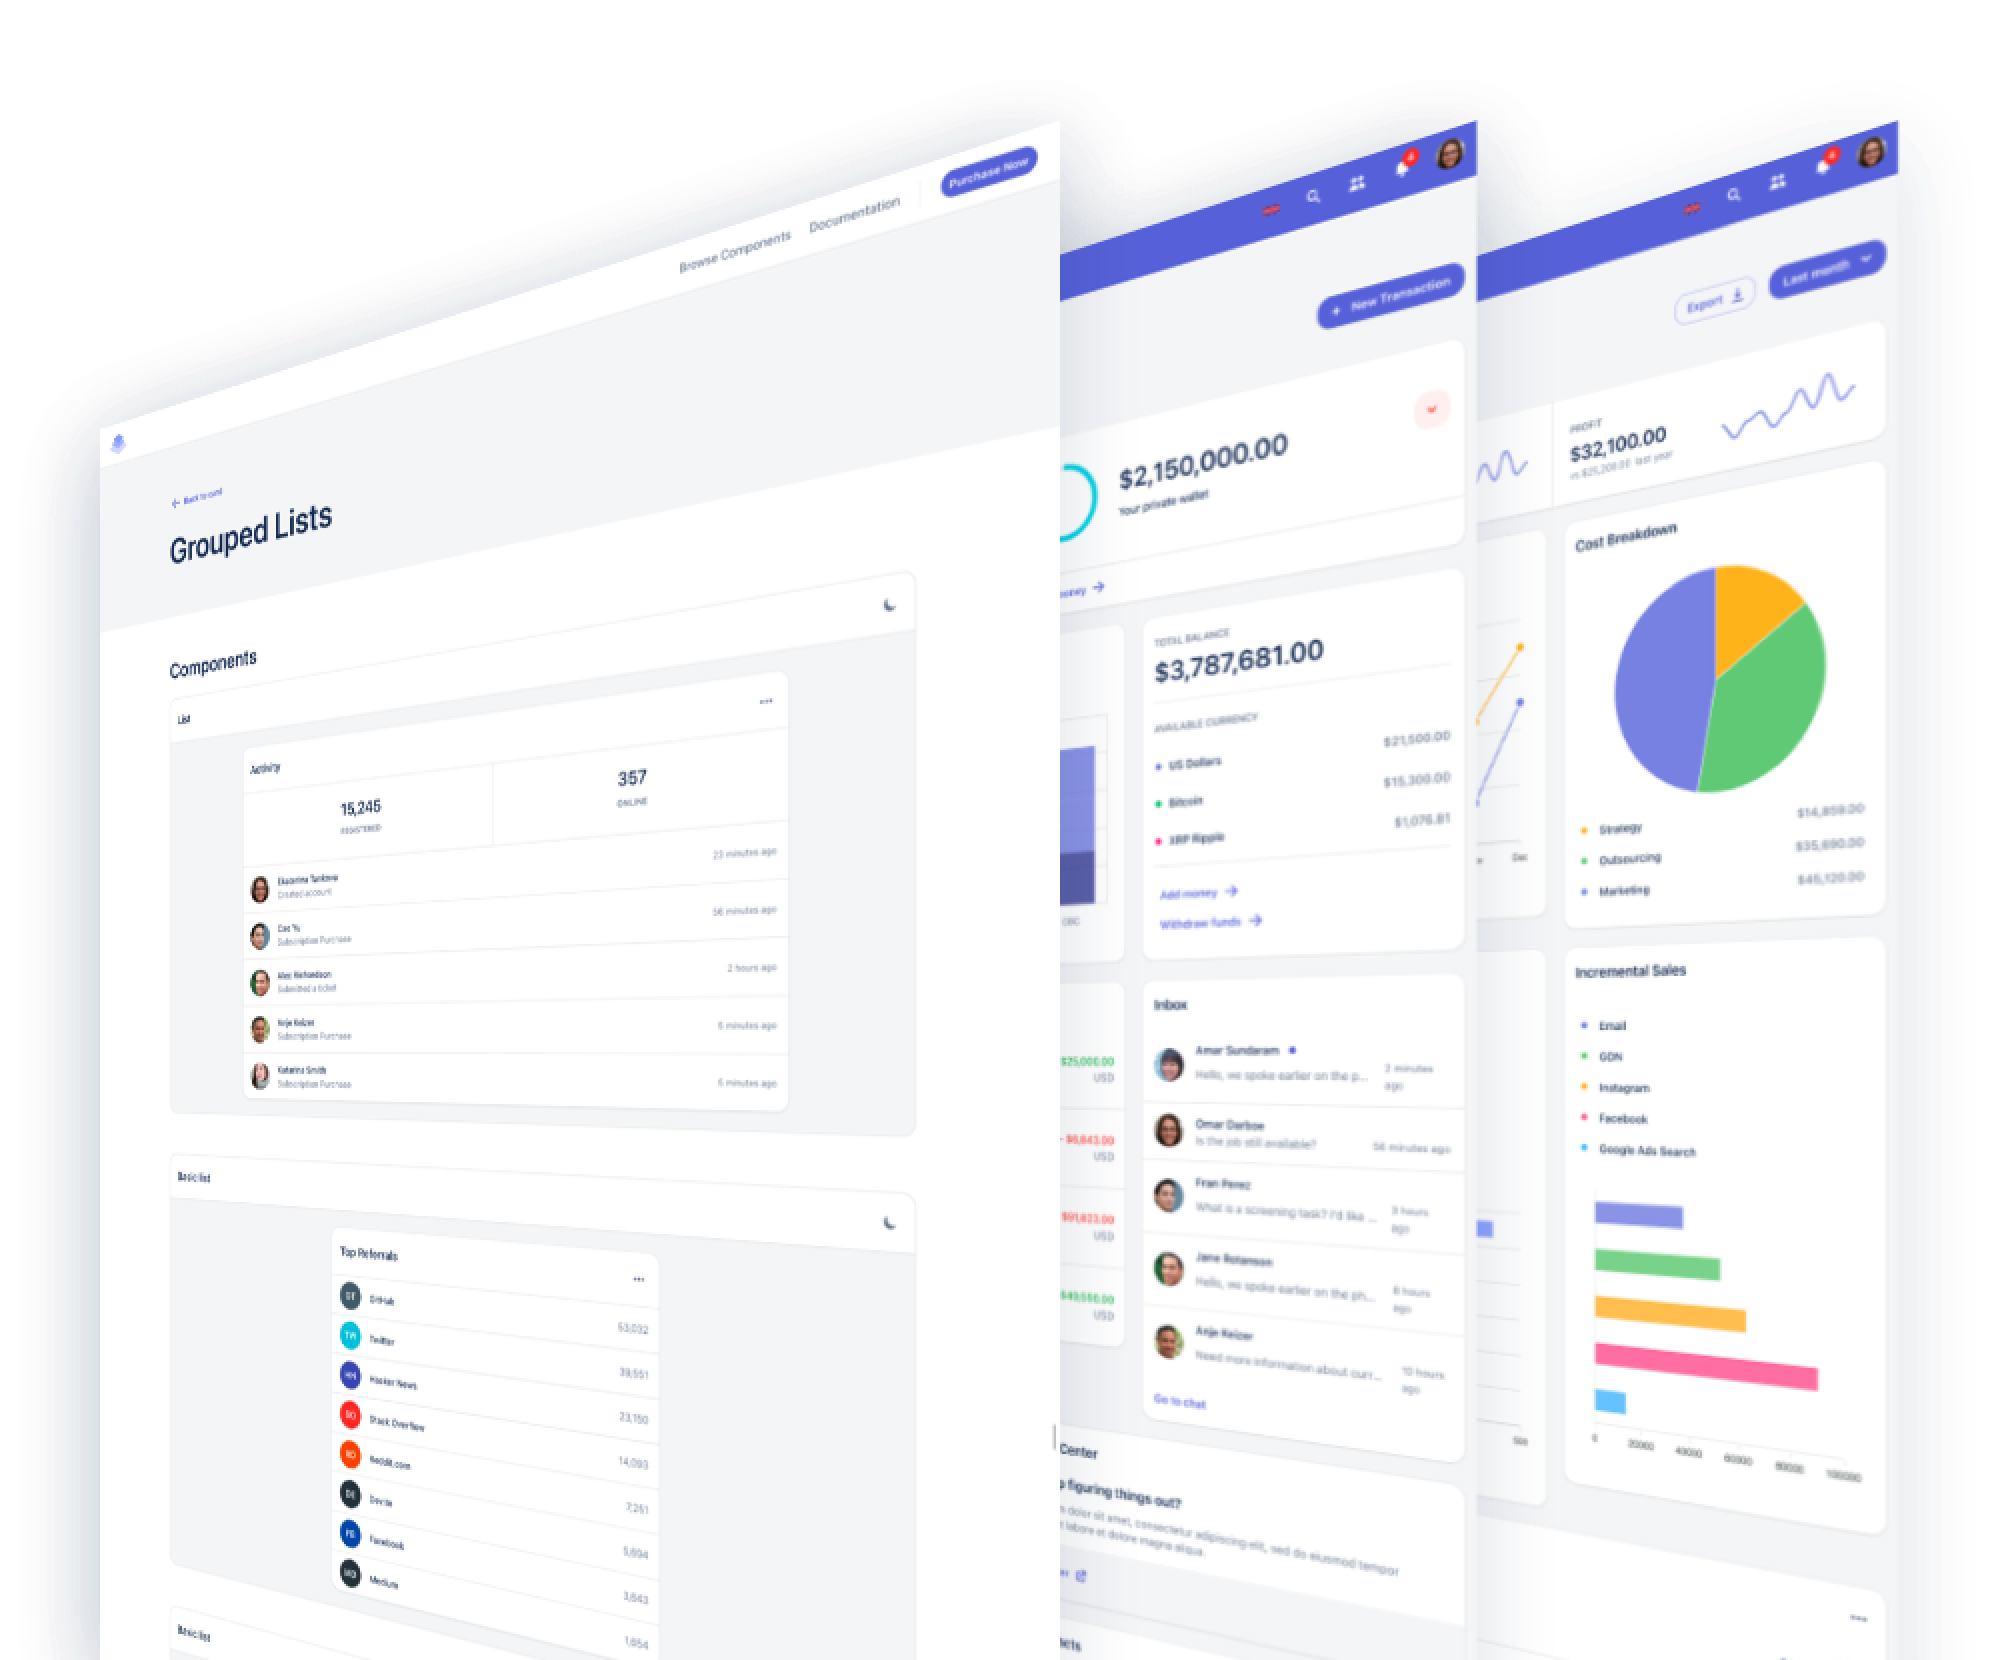 Browse Components
Documentation
Purchase Now
Back to
Grouped Lists
Components
List
Activity
15,245
REGISTERED
357
ONLINE
Ekaterina Tankova
Created account
23 minutes ago
Cao Yu
Subscription Purchase
56 minutes ago
Alex Richardson
Submitted a ticket
2 hours ago
Anje Keizer
Subscription Purchase
5 minutes ago
Katarina Smith
Subscription Purchase
5 minutes ago
Basic list
Top Referrals
GitHub
53,032
TW
Twitter
39,551
HN
Hacker News
23,150
SO
Stack Overflow
14,093
RD
Reddit.com
7,251
DE
Dev.to
5,694
FB
Facebook
3,643
MD
Medium
1,654
Basic list
4
+ New Transaction
$2,150,000.00
Your private wallet
money
TOTAL BALANCE
$3,787,681.00
AVAILABLE CURRENCY
US Dollars
$21,500.00
Bitcoin
$15,300.00
XRP Ripple
$1,076.81
Add money
Withdraw funds
DEC
$25,000.00
USD
- $6,843.00
USD
$91,823.00
USD
$49,550.00
USD
Inbox
Amar Sundaram
Hello, we spoke earlier on the p...
2 minutes
ago
Omar Darboe
Is the job still available?
56 minutes ago
Fran Perez
What is a screening task? I'd like ...
3 hours
ago
Jane Rotanson
Hello, we spoke earlier on the ph...
8 hours
ago
Anje Keizer
Need more information about curr...
10 hours
ago
Go to chat
Center
figuring things out?
dolor sit amet, consectetur adipiscing elit, sed do eiusmod tempor
labore et dolore magna aliqua.
4
Export
Last month
PROFIT
$32,100.00
vs $25,200.00 last year
Cost Breakdown
Strategy
$14,859.00
Outsourcing
$35,690.00
Marketing
$45,120.00
Dec
Incremental Sales
Email
GDN
Instagram
Facebook
Google Ads Search
0
20000
40000
60000
80000
100000
500